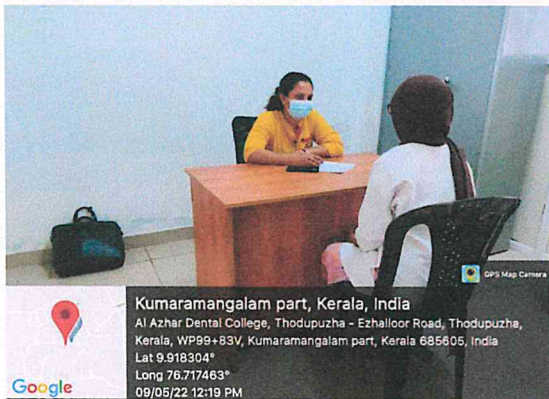 GPS Map Camera
Kumaramangalam part, Kerala, India
Al Azhar Dental College, Thodupuzha - Ezhalloor Road, Thodupuzha,
Kerala, WP99+83V, Kumaramangalam part, Kerala 685605, India
Lat 9.918304°
Long 76.717463°
09/05/22 12:19 PM
Google